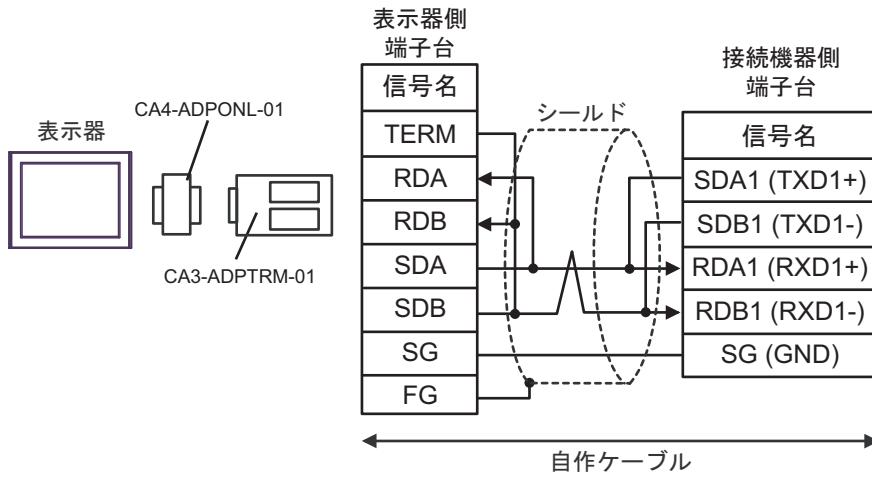 表示器
CA4-ADPONL-01
CA3-ADPTRM-01
表示器側
端子台
信号名
TERM
RDA
RDB
SDA
SDB
SG
FG
シールド
接続機器側
端子台
信号名
SDA1 (TXD1+)
SDB1 (TXD1-)
RDA1 (RXD1+)
RDB1 (RXD1-)
SG (GND)
自作ケーブル